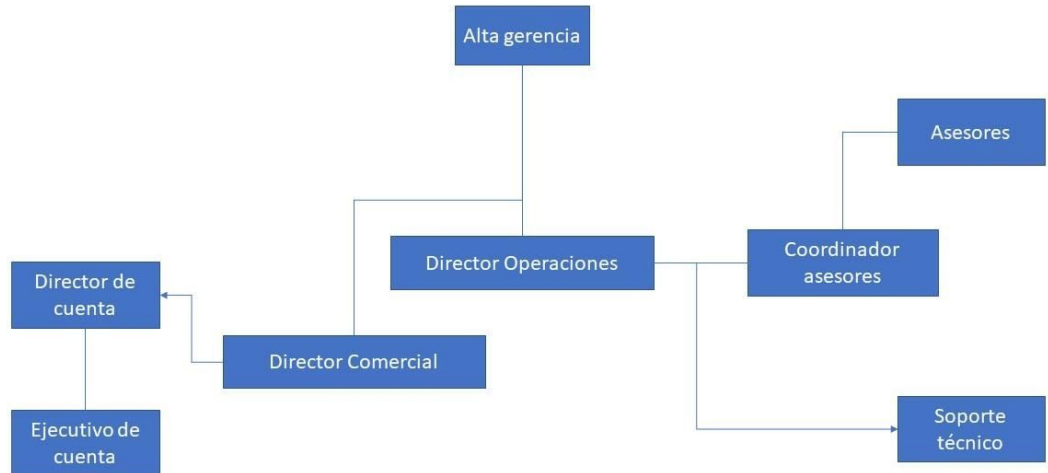 Alta gerencia
Asesores
Director Operaciones
Coordinador
asesores
Director de
cuenta
Director Comercial
Ejecutivo de
cuenta
Soporte
técnico